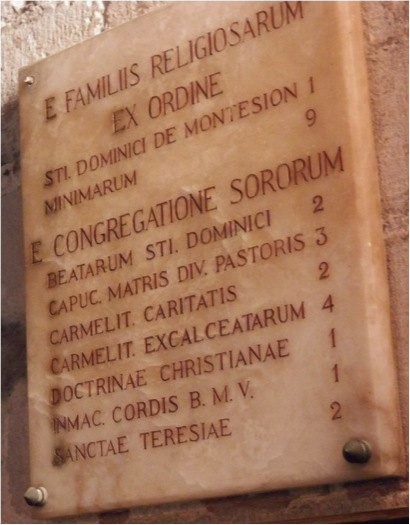 E FAMILIIS RELIGIOSARUM
EX ORDINE
STI. DOMINICI DE MONTESION 1
MINIMARUM 9
E CONGREGATIONE SORORUM
BEATARUM STI. DOMINICI 2
CAPUC. MATRIS DIV. PASTORIS 3
CARMELIT. CARITATIS 2
CARMELIT. EXCALCEATARUM 4
DOCTRINAE CHRISTIANAE 1
INMAC. CORDIS B. M. V. 1
SANCTAE TERESIAE 2